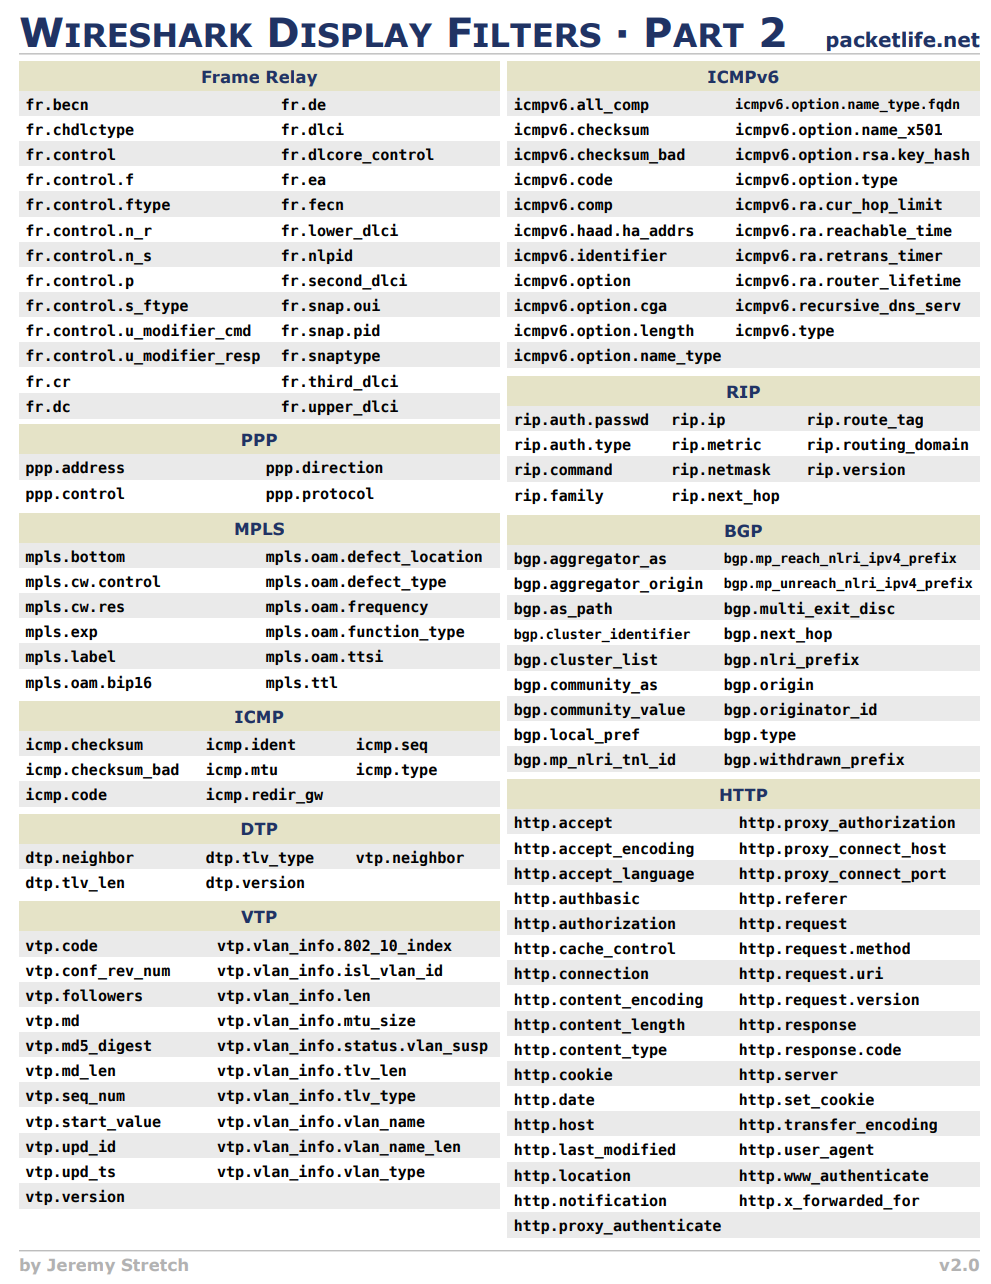 WIRESHARK DISPLAY FILTERS · PART 2 packetlife.net
Frame Relay
fr.becn fr.de
fr.chdlctype fr.dlci
fr.control fr.dlcore_control
fr.control.f fr.ea
fr.control.ftype fr.fecn
fr.control.n_r fr.lower_dlci
fr.control.n_s fr.nlpid
fr.control.p fr.second_dlci
fr.control.s_ftype fr.snap.oui
fr.control.u_modifier_cmd fr.snap.pid
fr.control.u_modifier_resp fr.snaptype
fr.cr fr.third_dlci
fr.dc fr.upper_dlci
PPP
ppp.address ppp.direction
ppp.control ppp.protocol
MPLS
mpls.bottom mpls.oam.defect_location
mpls.cw.control mpls.oam.defect_type
mpls.cw.res mpls.oam.frequency
mpls.exp mpls.oam.function_type
mpls.label mpls.oam.ttsi
mpls.oam.bip16 mpls.ttl
ICMP
icmp.checksum icmp.ident icmp.seq
icmp.checksum_bad icmp.mtu icmp.type
icmp.code icmp.redir_gw
DTP
dtp.neighbor dtp.tlv_type vtp.neighbor
dtp.tlv_len dtp.version
VTP
vtp.code vtp.vlan_info.802_10_index
vtp.conf_rev_num vtp.vlan_info.isl_vlan_id
vtp.followers vtp.vlan_info.len
vtp.md vtp.vlan_info.mtu_size
vtp.md5_digest vtp.vlan_info.status.vlan_susp
vtp.md_len vtp.vlan_info.tlv_len
vtp.seq_num vtp.vlan_info.tlv_type
vtp.start_value vtp.vlan_info.vlan_name
vtp.upd_id vtp.vlan_info.vlan_name_len
vtp.upd_ts vtp.vlan_info.vlan_type
vtp.version
ICMPv6
icmpv6.all_comp icmpv6.option.name_type.fqdn
icmpv6.checksum icmpv6.option.name_x501
icmpv6.checksum_bad icmpv6.option.rsa.key_hash
icmpv6.code icmpv6.option.type
icmpv6.comp icmpv6.ra.cur_hop_limit
icmpv6.haad.ha_addrs icmpv6.ra.reachable_time
icmpv6.identifier icmpv6.ra.retrans_timer
icmpv6.option icmpv6.ra.router_lifetime
icmpv6.option.cga icmpv6.recursive_dns_serv
icmpv6.option.length icmpv6.type
icmpv6.option.name_type
RIP
rip.auth.passwd rip.ip rip.route_tag
rip.auth.type rip.metric rip.routing_domain
rip.command rip.netmask rip.version
rip.family rip.next_hop
BGP
bgp.aggregator_as bgp.mp_reach_nlri_ipv4_prefix
bgp.aggregator_origin bgp.mp_unreach_nlri_ipv4_prefix
bgp.as_path bgp.multi_exit_disc
bgp.cluster_identifier bgp.next_hop
bgp.cluster_list bgp.nlri_prefix
bgp.community_as bgp.origin
bgp.community_value bgp.originator_id
bgp.local_pref bgp.type
bgp.mp_nlri_tnl_id bgp.withdrawn_prefix
HTTP
http.accept http.proxy_authorization
http.accept_encoding http.proxy_connect_host
http.accept_language http.proxy_connect_port
http.authbasic http.referer
http.authorization http.request
http.cache_control http.request.method
http.connection http.request.uri
http.content_encoding http.request.version
http.content_length http.response
http.content_type http.response.code
http.cookie http.server
http.date http.set_cookie
http.host http.transfer_encoding
http.last_modified http.user_agent
http.location http.www_authenticate
http.notification http.x_forwarded_for
http.proxy_authenticate
by Jeremy Stretch v2.0